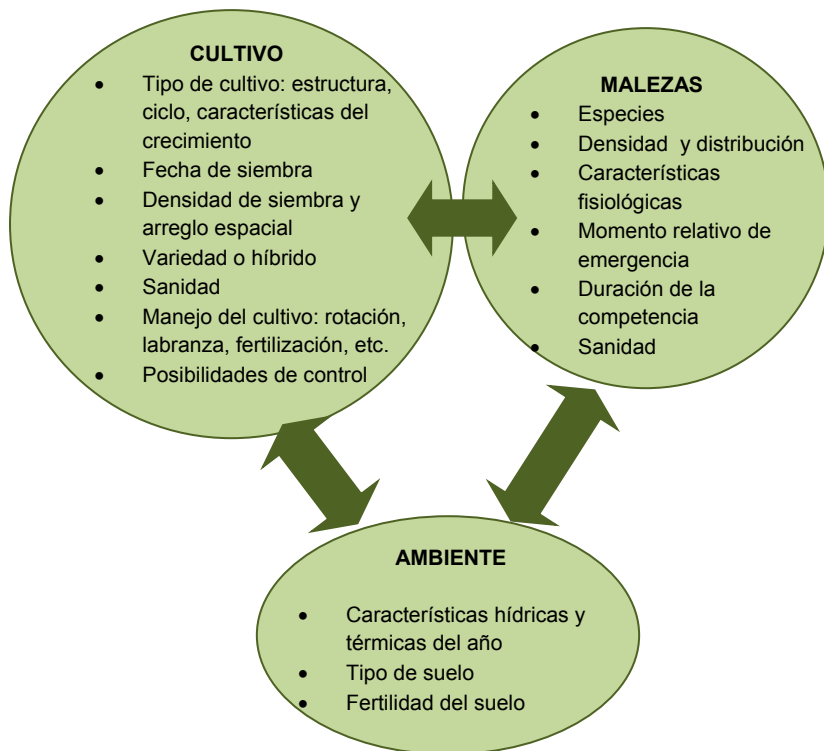 CULTIVO
• Tipo de cultivo: estructura,
ciclo, características del
crecimiento
• Fecha de siembra
• Densidad de siembra y
arreglo espacial
• Variedad o híbrido
• Sanidad
• Manejo del cultivo: rotación,
labranza, fertilización, etc.
• Posibilidades de control
MALEZAS
• Especies
• Densidad y distribución
• Características
fisiológicas
• Momento relativo de
emergencia
• Duración de la
competencia
• Sanidad
AMBIENTE
• Características hídricas y
térmicas del año
• Tipo de suelo
• Fertilidad del suelo